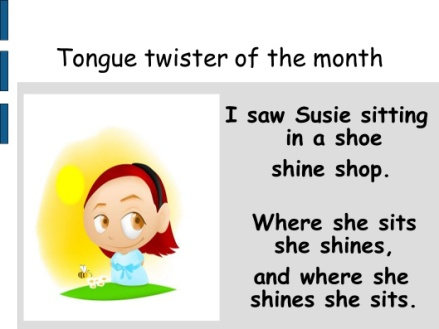 Tongue twister of the month
I saw Susie sitting
in a shoe
shine shop.
Where she sits
she shines,
and where she
shines she sits.